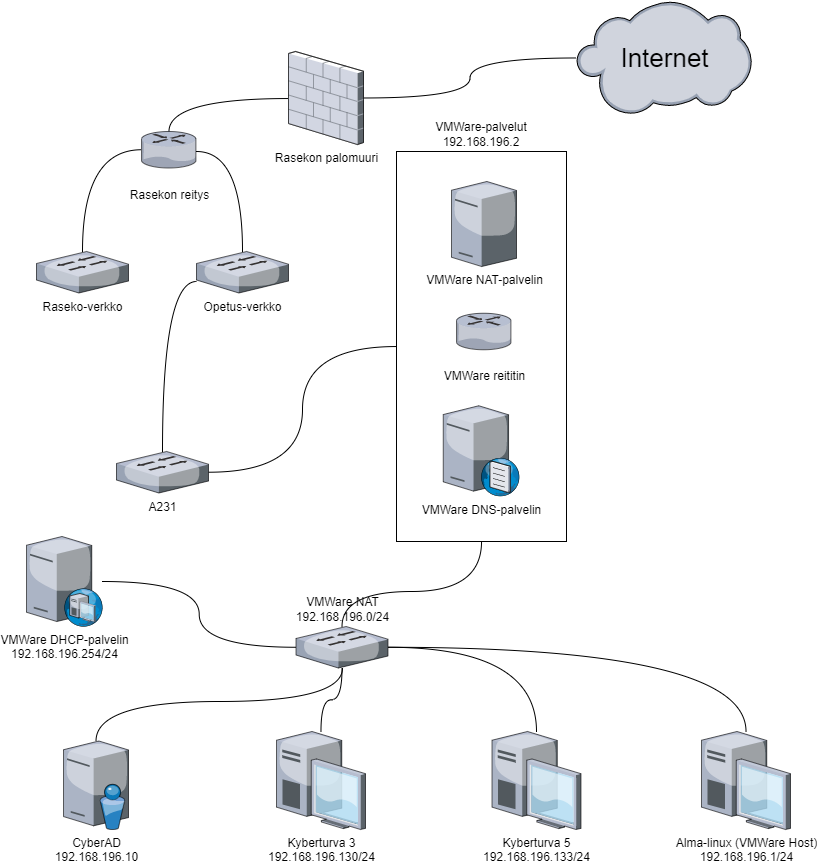 Internet
VMWare-palvelut
192.168.196.2
Rasekon palomuuri
Rasekon reitys
VMWare NAT-palvelin
Raseko-verkko
Opetus-verkko
VMWare reititin
A231
VMWare DNS-palvelin
VMWare NAT
192.168.196.0/24
VMWare DHCP-palvelin
192.168.196.254/24
CyberAD
192.168.196.10
Kyberturva 3
192.168.196.130/24
Kyberturva 5
192.168.196.133/24
Alma-linux (VMWare Host)
192.168.196.1/24